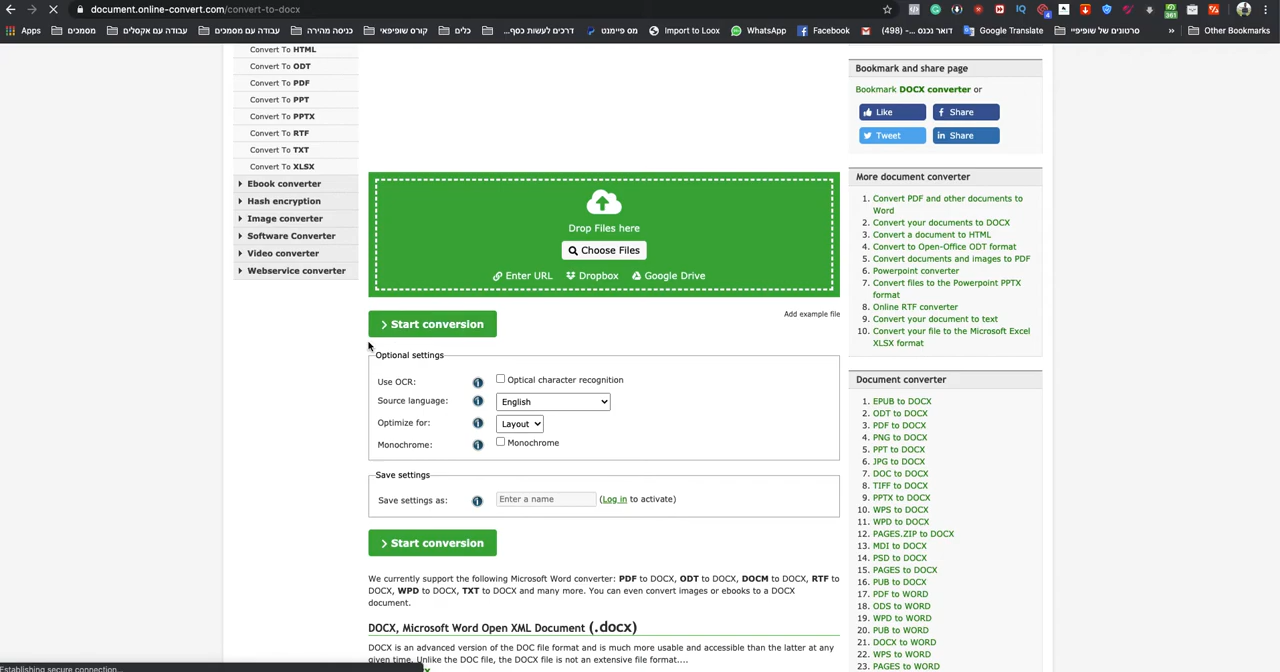 document.online-convert.com/convert-to-docx
4
361
Apps
מסמכים
עבודה עם אקסלים
עבודה עם מסמכים
כניסה מהירה
קורס שופיפאי
כלים
דרכים לעשות כסף...
מס פיימנט
Import to Loox
WhatsApp
Facebook
דואר נכנס - (498)...
Google Translate
סרטונים של שופיפיי
»
Other Bookmarks
Convert To HTML
Convert To ODT
Convert To PDF
Convert To PPT
Convert To PPTX
Convert To RTF
Convert To TXT
Convert To XLSX
Ebook converter
Hash encryption
Image converter
Software Converter
Video converter
Webservice converter
Drop Files here
Choose Files
Enter URL
Dropbox
Google Drive
Start conversion
Add example file
Optional settings
Use OCR:
Optical character recognition
Source language:
English
Optimize for:
Layout
Monochrome:
Monochrome
Save settings
Save settings as:
Enter a name
(Log in to activate)
Start conversion
We currently support the following Microsoft Word converter: PDF to DOCX, ODT to DOCX, DOCM to DOCX, RTF to
DOCX, WPD to DOCX, TXT to DOCX and many more. You can even convert images or ebooks to a DOCX
document.
DOCX, Microsoft Word Open XML Document (.docx)
DOCX is an advanced version of the DOC file format and is much more usable and accessible than the latter at any
given time. Unlike the DOC file, the DOCX file is not an extensive file format....
Bookmark and share page
Bookmark DOCX converter or
Like
Share
Tweet
Share
More document converter
1. Convert PDF and other documents to
Word
2. Convert your documents to DOCX
3. Convert a document to HTML
4. Convert to Open-Office ODT format
5. Convert documents and images to PDF
6. Powerpoint converter
7. Convert files to the Powerpoint PPTX
format
8. Online RTF converter
9. Convert your document to text
10. Convert your file to the Microsoft Excel
XLSX format
Document converter
1. EPUB to DOCX
2. ODT to DOCX
3. PDF to DOCX
4. PNG to DOCX
5. PPT to DOCX
6. JPG to DOCX
7. DOC to DOCX
8. TIFF to DOCX
9. PPTX to DOCX
10. WPS to DOCX
11. WPD to DOCX
12. PAGES.ZIP to DOCX
13. MDI to DOCX
14. PSD to DOCX
15. PAGES to DOCX
16. PUB to DOCX
17. PDF to WORD
18. ODS to WORD
19. WPD to WORD
20. PUB to WORD
21. DOCX to WORD
22. WPS to WORD
23. PAGES to WORD
Establishing secure connection...